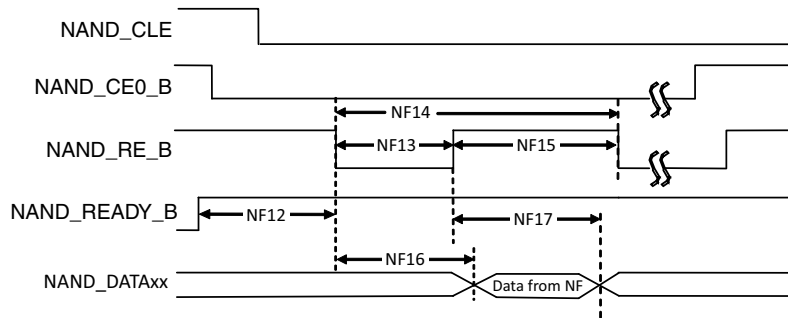 NAND_CLE
NAND_CE0_B
NF14
NAND_RE_B
NF13
NF15
NAND_READY_B
NF12
NF17
NF16
NAND_DATAxx
Data from NF